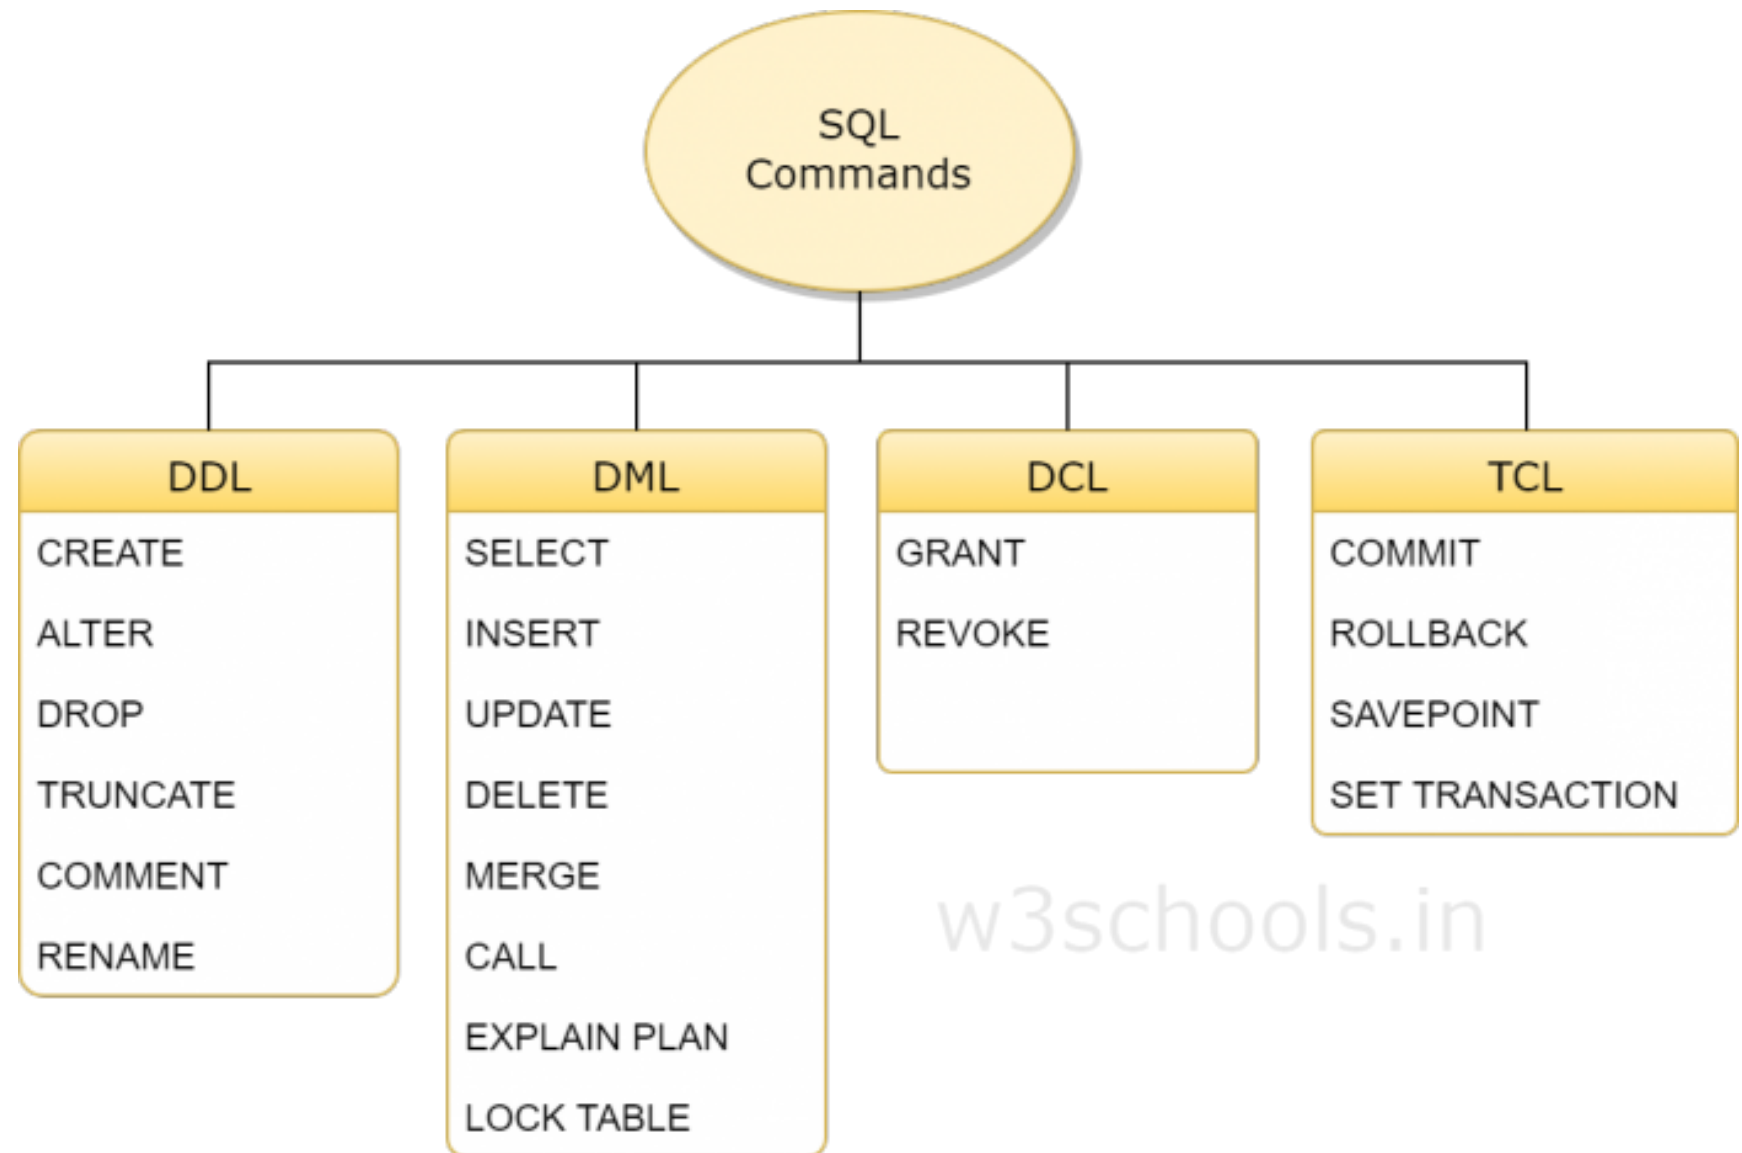 SQL
Commands
DDL
CREATE
ALTER
DROP
TRUNCATE
COMMENT
RENAME
DML
SELECT
INSERT
UPDATE
DELETE
MERGE
CALL
EXPLAIN PLAN
LOCK TABLE
DCL
GRANT
REVOKE
TCL
COMMIT
ROLLBACK
SAVEPOINT
SET TRANSACTION
w3schools.in